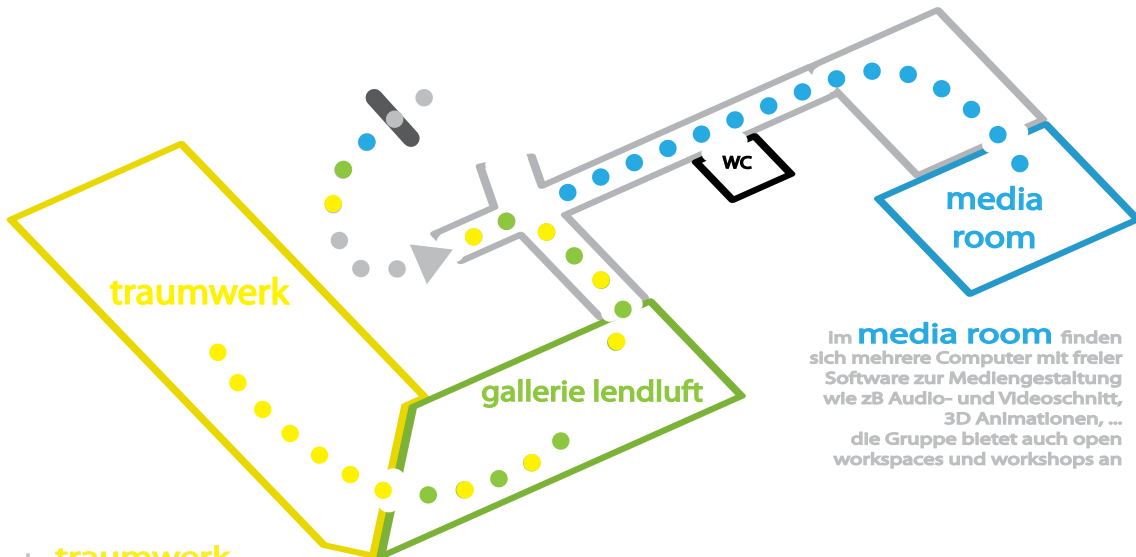 WC
media
room
traumwerk
gallerie lendluft
im media room finden
sich mehrere Computer mit freier
Software zur Mediengestaltung
wie zB Audio- und Videoschnitt,
3D Animationen, ...
die Gruppe bietet auch open
workspaces und workshops an
traumwerk